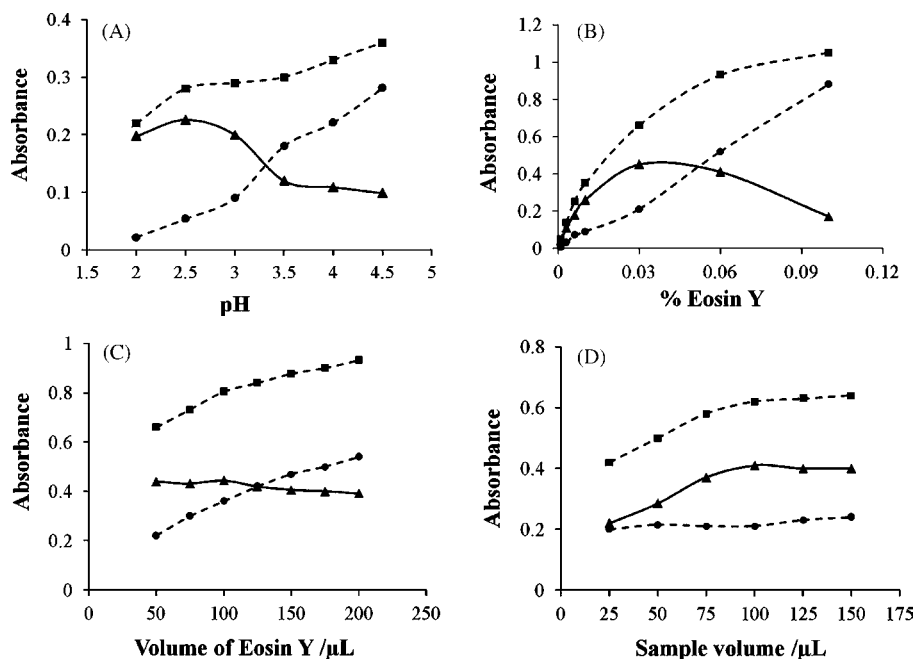 (A)
0.4
0.3
0.2
0.1
0
Absorbance
1.5 2 2.5 3 3.5 4 4.5 5
pH
(B)
1.2
1
0.8
0.6
0.4
0.2
0
Absorbance
0 0.03 0.06 0.09 0.12
% Eosin Y
(C)
1
0.8
0.6
0.4
0.2
0
Absorbance
0 50 100 150 200 250
Volume of Eosin Y /µL
(D)
0.8
0.6
0.4
0.2
0
Absorbance
0 25 50 75 100 125 150 175
Sample volume /µL